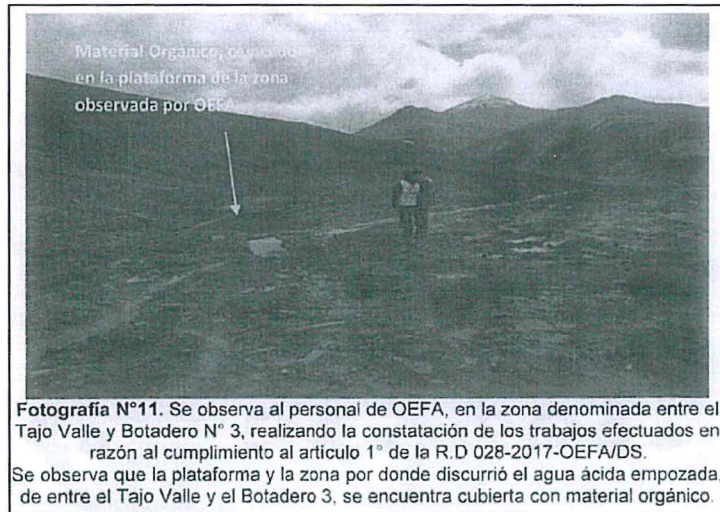 Material Orgánico,
en la plataforma de la zona
observada por OEFA
Fotografía N°11. Se observa al personal de OEFA, en la zona denominada entre el
Tajo Valle y Botadero N° 3, realizando la constatación de los trabajos efectuados en
razón al cumplimiento al artículo 1° de la R.D 028-2017-OEFA/DS.
Se observa que la plataforma y la zona por donde discurrió el agua ácida empozada,
de entre el Tajo Valle y el Botadero 3, se encuentra cubierta con material orgánico.